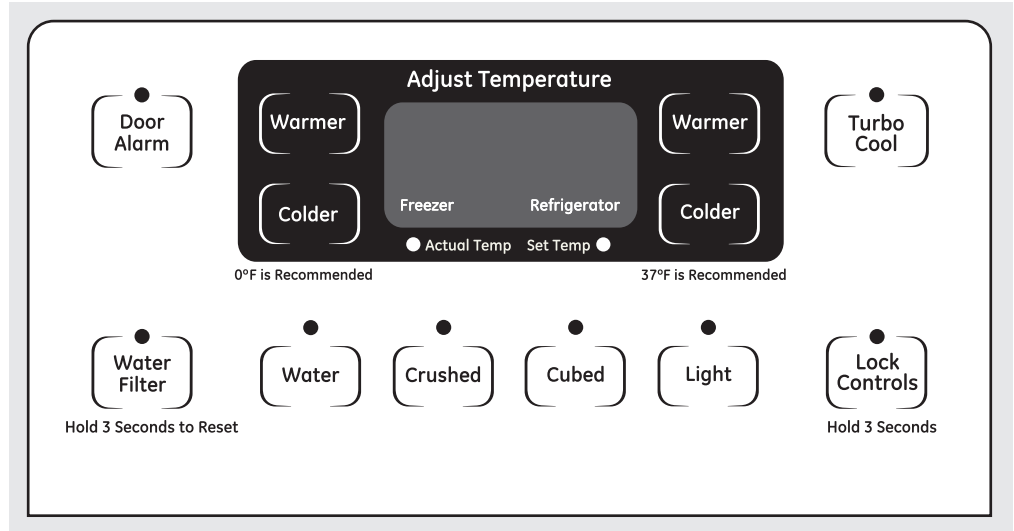 Adjust Temperature
Door
Alarm
Warmer
Warmer
Turbo
Cool
Colder
Freezer
Refrigerator
Colder
Actual Temp
Set Temp
0°F is Recommended
37°F is Recommended
Water
Filter
Water
Crushed
Cubed
Light
Lock
Controls
Hold 3 Seconds to Reset
Hold 3 Seconds